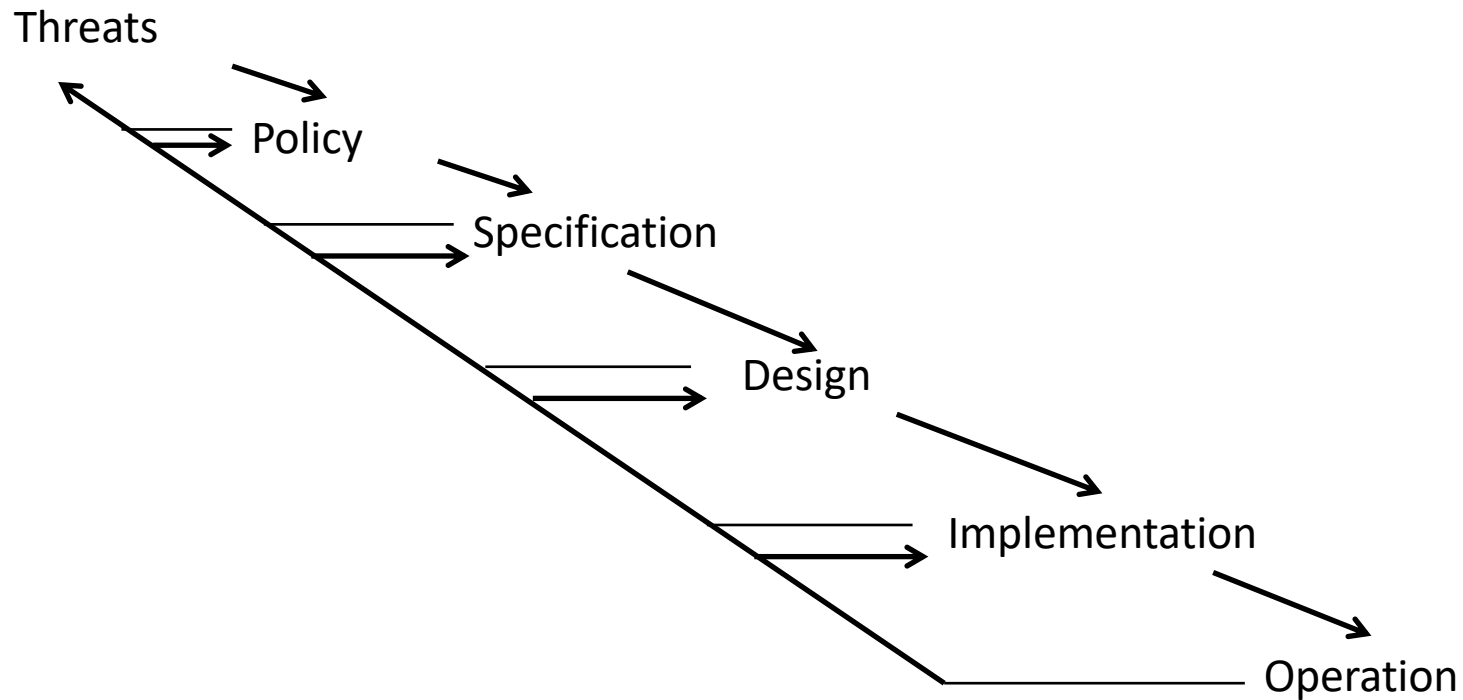 Threats
Policy
Specification
Design
Implementation
Operation